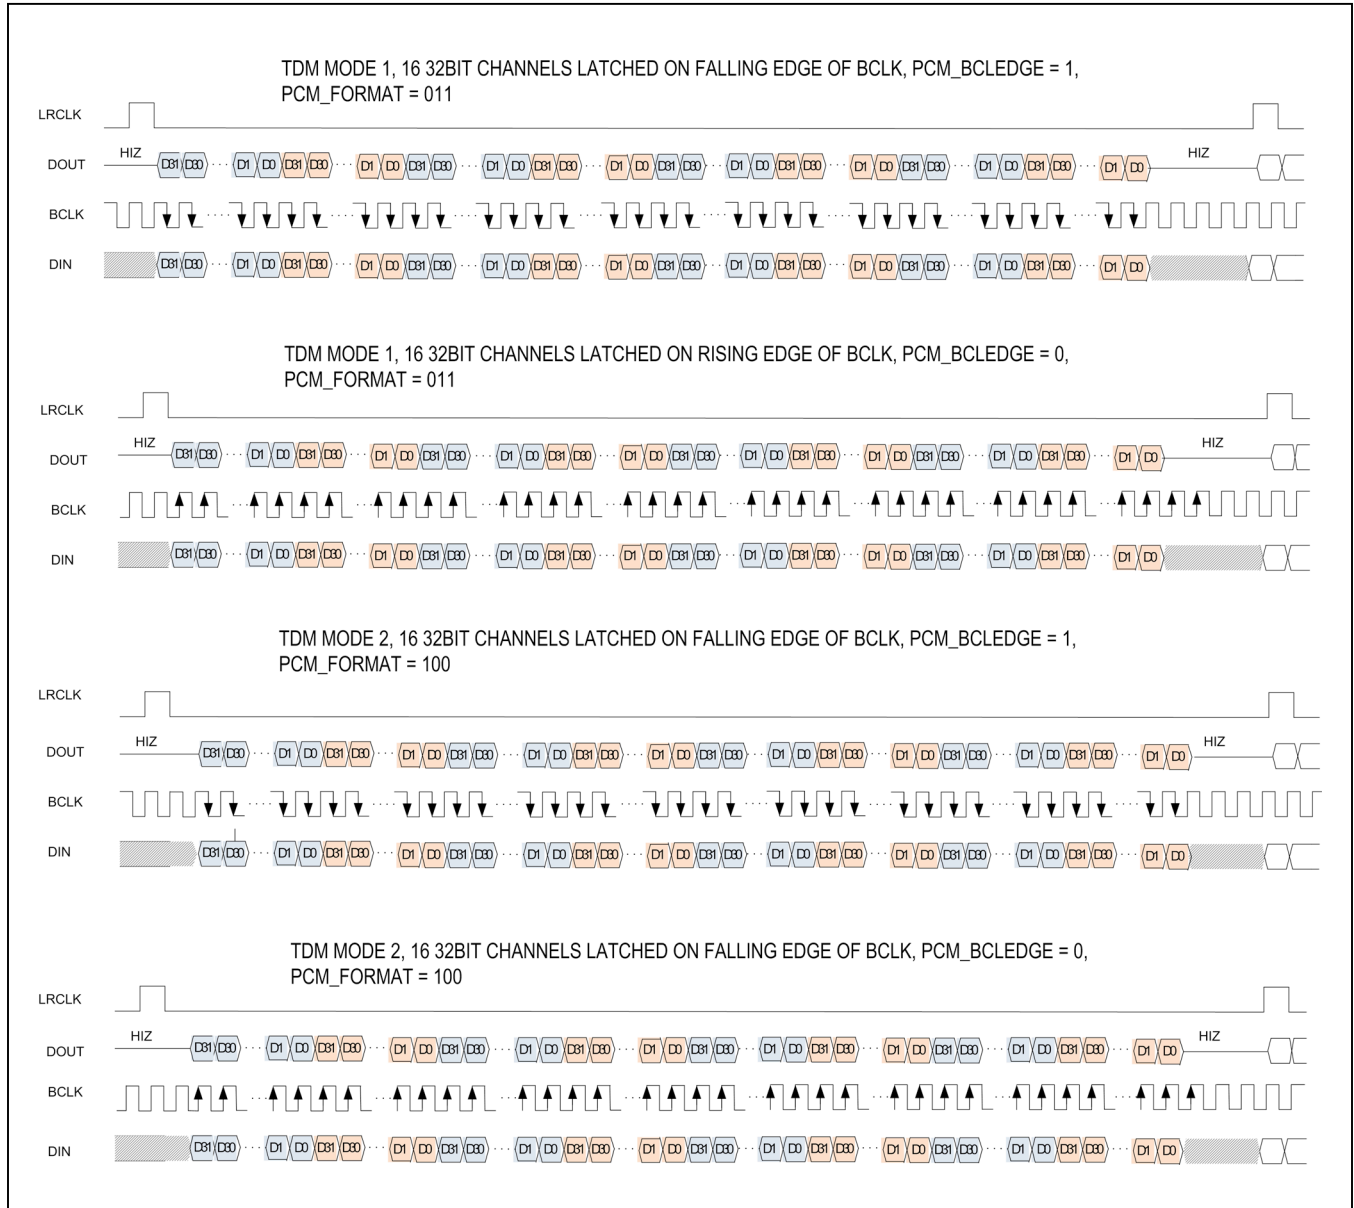 TDM MODE 1, 16 32BIT CHANNELS LATCHED ON FALLING EDGE OF BCLK, PCM_BCLEDGE = 1,
PCM_FORMAT = 011
LRCLK
HIZ HIZ
DOUT D31 D30 D1 D0 D31 D30 D1 D0 D31 D30 D1 D0 D31 D30 D1 D0 D31 D30 D1 D0 D31 D30 D1 D0 D31 D30 D1 D0 D31 D30 D1 D0
BCLK
DIN D31 D30 D1 D0 D31 D30 D1 D0 D31 D30 D1 D0 D31 D30 D1 D0 D31 D30 D1 D0 D31 D30 D1 D0 D31 D30 D1 D0 D31 D30 D1 D0
TDM MODE 1, 16 32BIT CHANNELS LATCHED ON RISING EDGE OF BCLK, PCM_BCLEDGE = 0,
PCM_FORMAT = 011
LRCLK
HIZ HIZ
DOUT D31 D30 D1 D0 D31 D30 D1 D0 D31 D30 D1 D0 D31 D30 D1 D0 D31 D30 D1 D0 D31 D30 D1 D0 D31 D30 D1 D0 D31 D30 D1 D0
BCLK
DIN D31 D30 D1 D0 D31 D30 D1 D0 D31 D30 D1 D0 D31 D30 D1 D0 D31 D30 D1 D0 D31 D30 D1 D0 D31 D30 D1 D0 D31 D30 D1 D0
TDM MODE 2, 16 32BIT CHANNELS LATCHED ON FALLING EDGE OF BCLK, PCM_BCLEDGE = 1,
PCM_FORMAT = 100
LRCLK
HIZ HIZ
DOUT D31 D30 D1 D0 D31 D30 D1 D0 D31 D30 D1 D0 D31 D30 D1 D0 D31 D30 D1 D0 D31 D30 D1 D0 D31 D30 D1 D0 D31 D30 D1 D0
BCLK
DIN D31 D30 D1 D0 D31 D30 D1 D0 D31 D30 D1 D0 D31 D30 D1 D0 D31 D30 D1 D0 D31 D30 D1 D0 D31 D30 D1 D0 D31 D30 D1 D0
TDM MODE 2, 16 32BIT CHANNELS LATCHED ON FALLING EDGE OF BCLK, PCM_BCLEDGE = 0,
PCM_FORMAT = 100
LRCLK
HIZ HIZ
DOUT D31 D30 D1 D0 D31 D30 D1 D0 D31 D30 D1 D0 D31 D30 D1 D0 D31 D30 D1 D0 D31 D30 D1 D0 D31 D30 D1 D0 D31 D30 D1 D0
BCLK
DIN D31 D30 D1 D0 D31 D30 D1 D0 D31 D30 D1 D0 D31 D30 D1 D0 D31 D30 D1 D0 D31 D30 D1 D0 D31 D30 D1 D0 D31 D30 D1 D0